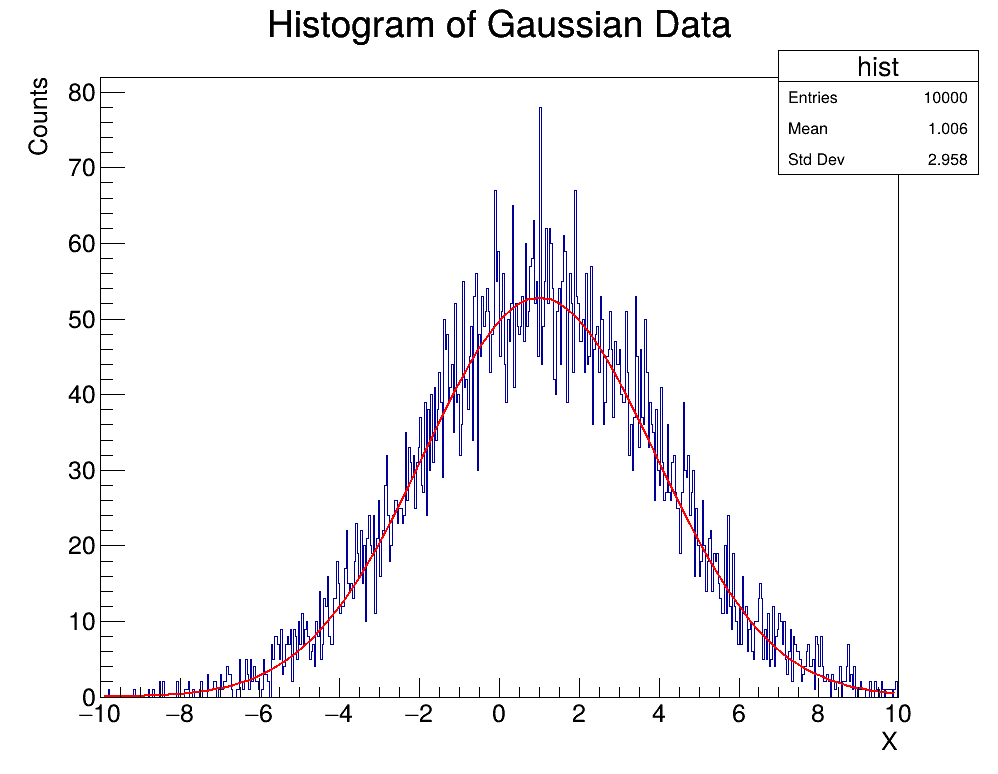 Histogram of Gaussian Data
hist
Entries 10000
Mean 1.006
Std Dev 2.958
Counts
80
70
60
50
40
30
20
10
0
−10 −8 −6 −4 −2 0 2 4 6 8 10
X